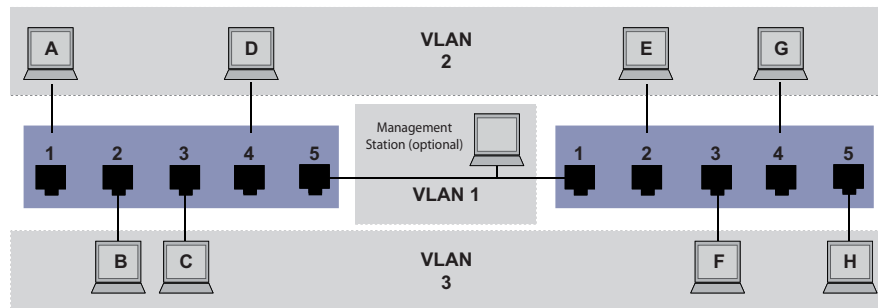 A
D
VLAN
2
E
G
Management
Station (optional)
1
2
3
4
5
1
2
3
4
5
VLAN 1
B
C
VLAN
3
F
H